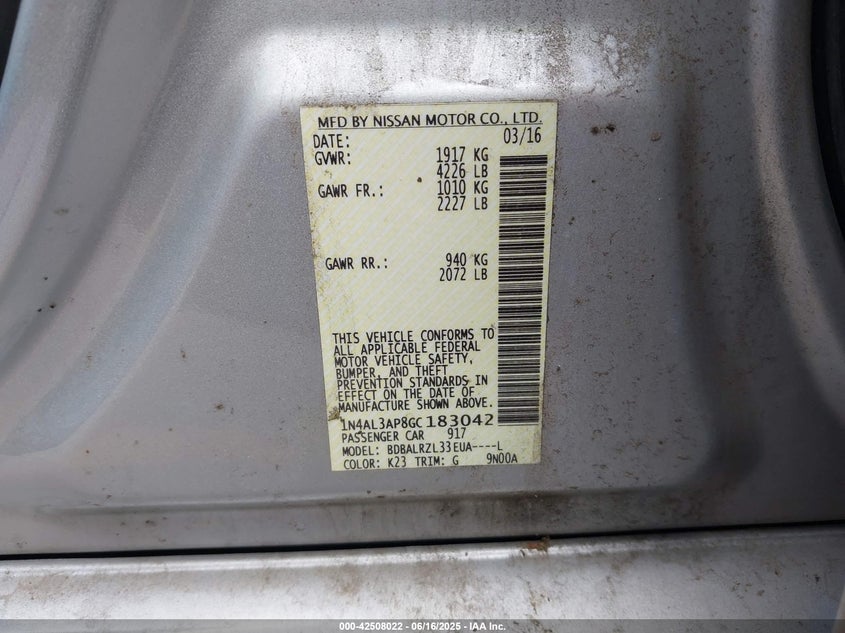 MFD BY NISSAN MOTOR CO., LTD.
DATE: 03/16
GVWR: 1917 KG
4226 LB
GAWR FR.: 1010 KG
2227 LB
GAWR RR.: 940 KG
2072 LB
THIS VEHICLE CONFORMS TO
ALL APPLICABLE FEDERAL
MOTOR VEHICLE SAFETY,
BUMPER, AND THEFT
PREVENTION STANDARDS IN
EFFECT ON THE DATE OF
MANUFACTURE SHOWN ABOVE.
1N4AL3AP8GC183042
PASSENGER CAR 917
MODEL: BDBALRZL33EUA----L
COLOR: K23 TRIM: G 9N00A
000-42508022 - 06/16/2025 - IAA Inc.